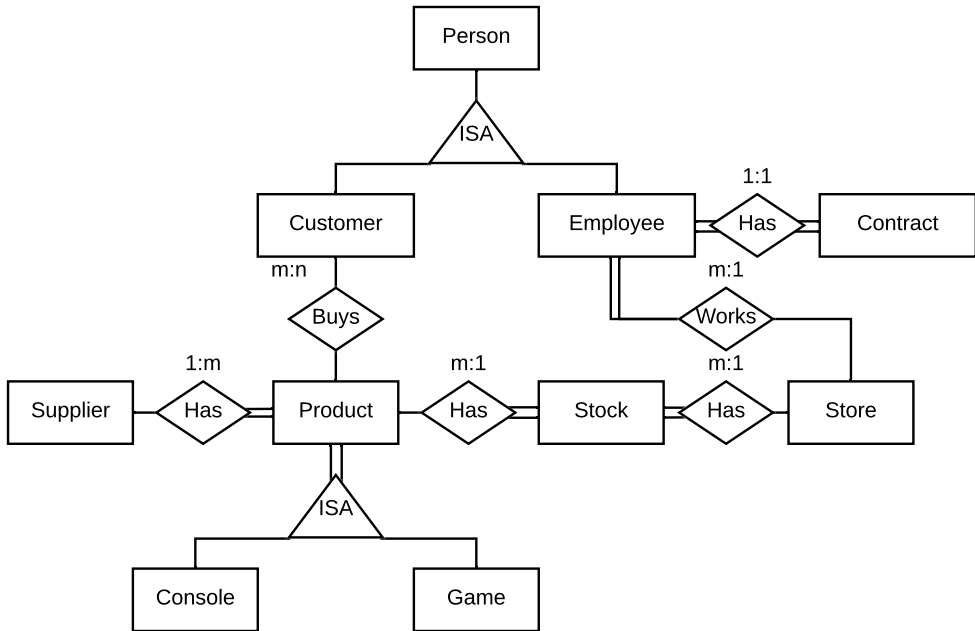 Person
ISA
1:1
Customer
Employee
Has
Contract
m:n
m:1
Buys
Works
1:m
m:1
m:1
Supplier
Has
Product
Has
Stock
Has
Store
ISA
Console
Game